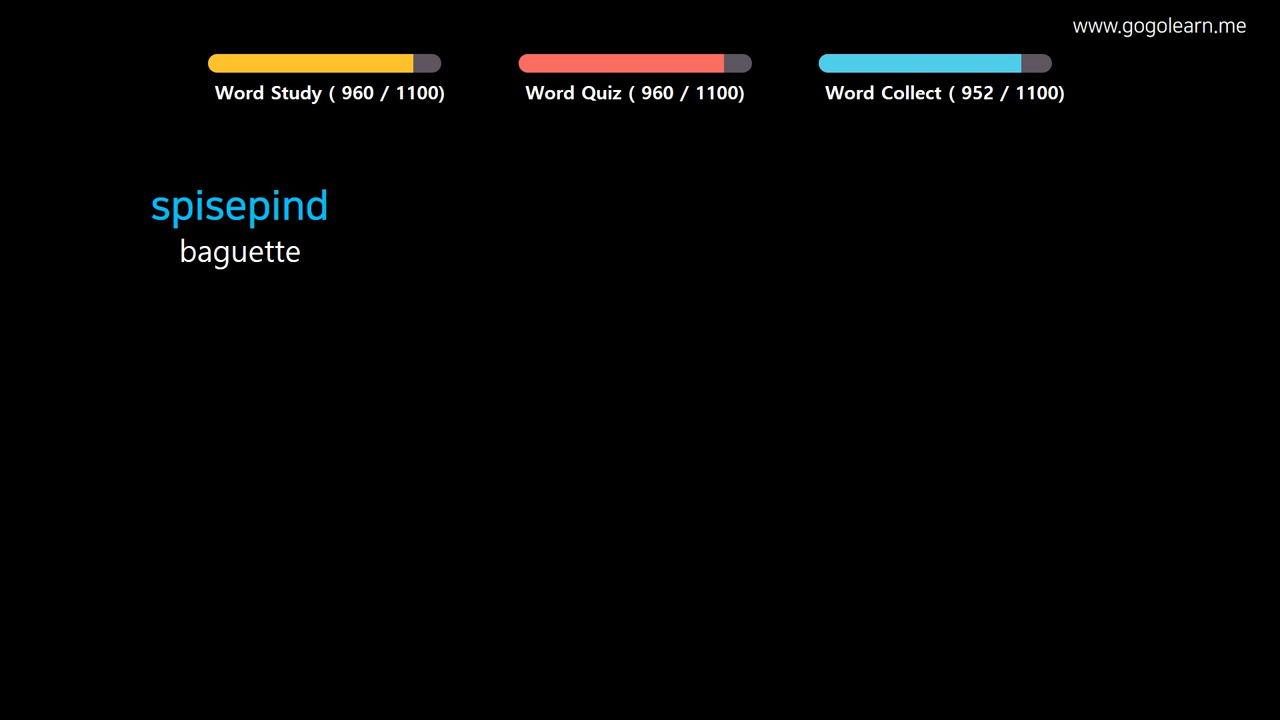 www.gogolearn.me
Word Study ( 960 / 1100)
Word Quiz ( 960 / 1100)
Word Collect ( 952 / 1100)
spisepind
baguette